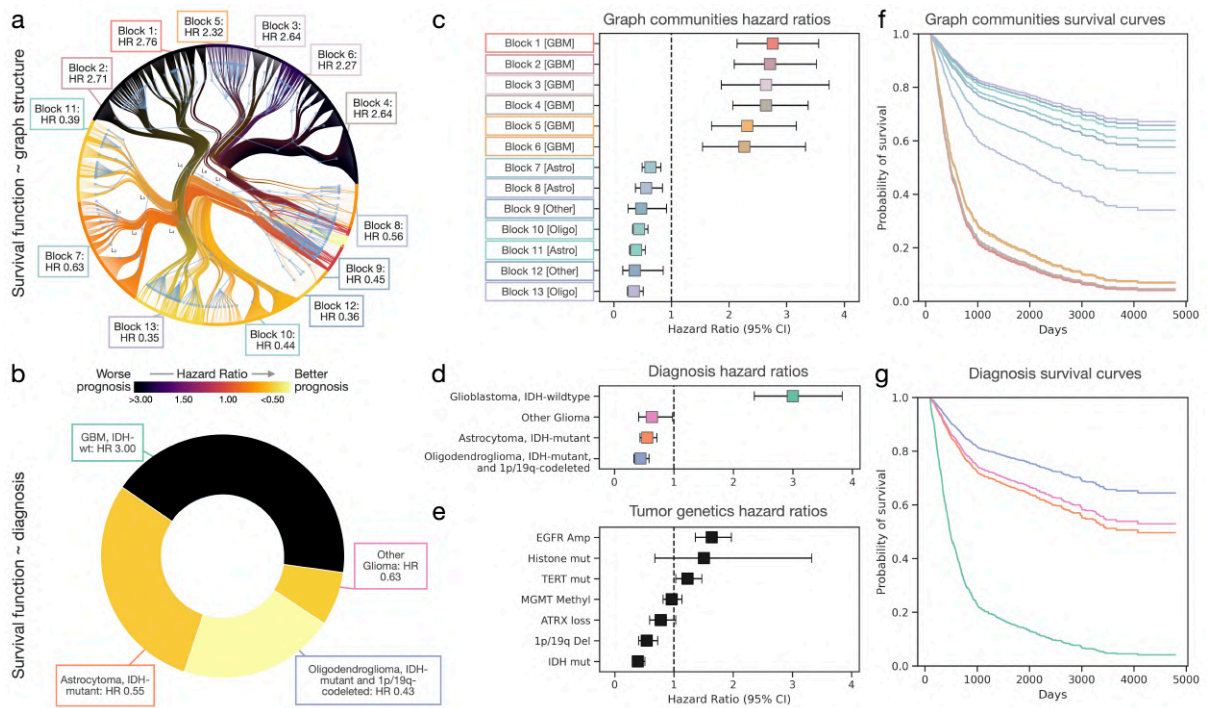 a
Survival function ~ graph structure
Block 1:
HR 2.76
Block 5:
HR 2.32
Block 3:
HR 2.64
Block 2:
HR 2.71
Block 6:
HR 2.27
Block 11:
HR 0.39
Block 4:
HR 2.64
Block 8:
HR 0.56
Block 7:
HR 0.63
Block 9:
HR 0.45
Block 12:
HR 0.36
Block 13:
HR 0.35
Block 10:
HR 0.44
b
Survival function ~ diagnosis
Worse
prognosis
Hazard Ratio
Better
prognosis
>3.00 1.50 1.00 <0.50
GBM, IDH-
wt: HR 3.00
Other
Glioma: HR
0.63
Astrocytoma, IDH-
mutant: HR 0.55
Oligodendroglioma, IDH-
mutant and 1p/19q-
codeleted: HR 0.43
c
Graph communities hazard ratios
Block 1 [GBM]
Block 2 [GBM]
Block 3 [GBM]
Block 4 [GBM]
Block 5 [GBM]
Block 6 [GBM]
Block 7 [Astro]
Block 8 [Astro]
Block 9 [Other]
Block 10 [Oligo]
Block 11 [Astro]
Block 12 [Other]
Block 13 [Oligo]
0 1 2 3 4
Hazard Ratio (95% CI)
d
Diagnosis hazard ratios
Glioblastoma, IDH-wildtype
Other Glioma
Astrocytoma, IDH-mutant
Oligodendroglioma, IDH-mutant,
and 1p/19q-codeleted
0 1 2 3 4
e
Tumor genetics hazard ratios
EGFR Amp
Histone mut
TERT mut
MGMT Methyl
ATRX loss
1p/19q Del
IDH mut
0 1 2 3 4
Hazard Ratio (95% CI)
f
Graph communities survival curves
Probability of survival
1.0
0.8
0.6
0.4
0.2
0.0
0 1000 2000 3000 4000 5000
Days
g
Diagnosis survival curves
Probability of survival
1.0
0.8
0.6
0.4
0.2
0.0
0 1000 2000 3000 4000 5000
Days